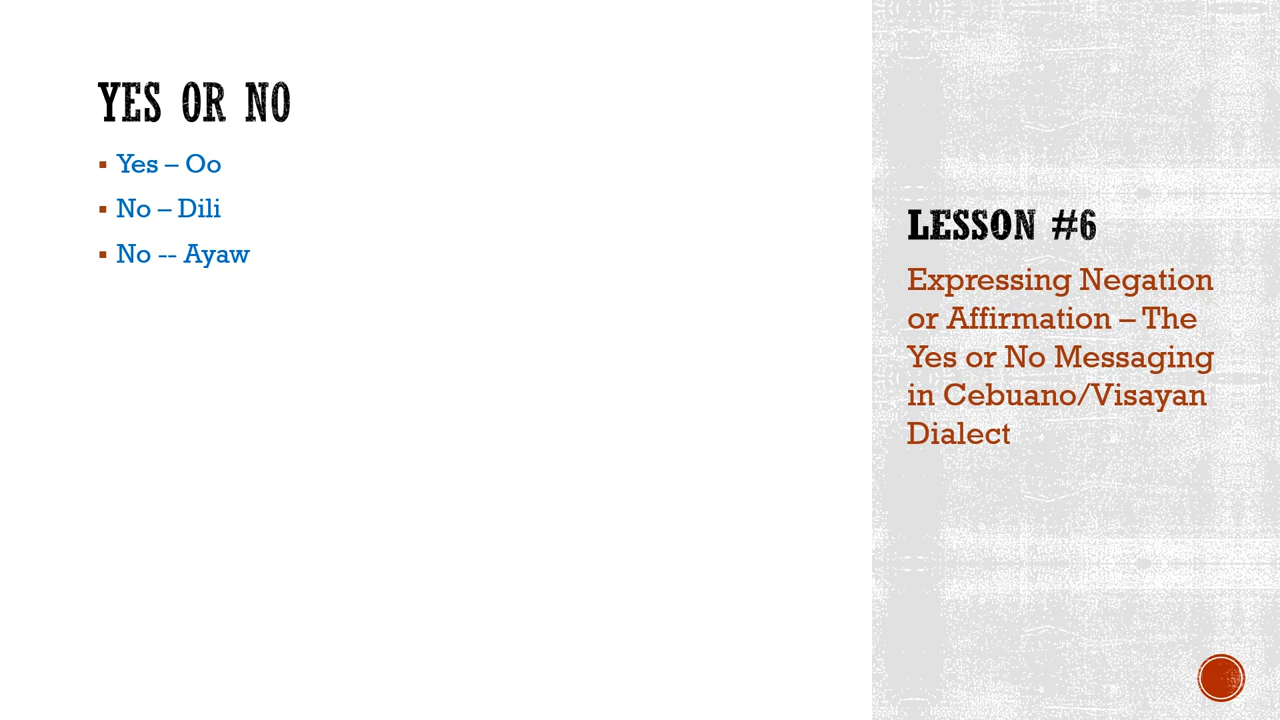 YES OR NO
▪ Yes – Oo
▪ No – Dili
▪ No -- Ayaw
LESSON #6
Expressing Negation
or Affirmation – The
Yes or No Messaging
in Cebuano/Visayan
Dialect